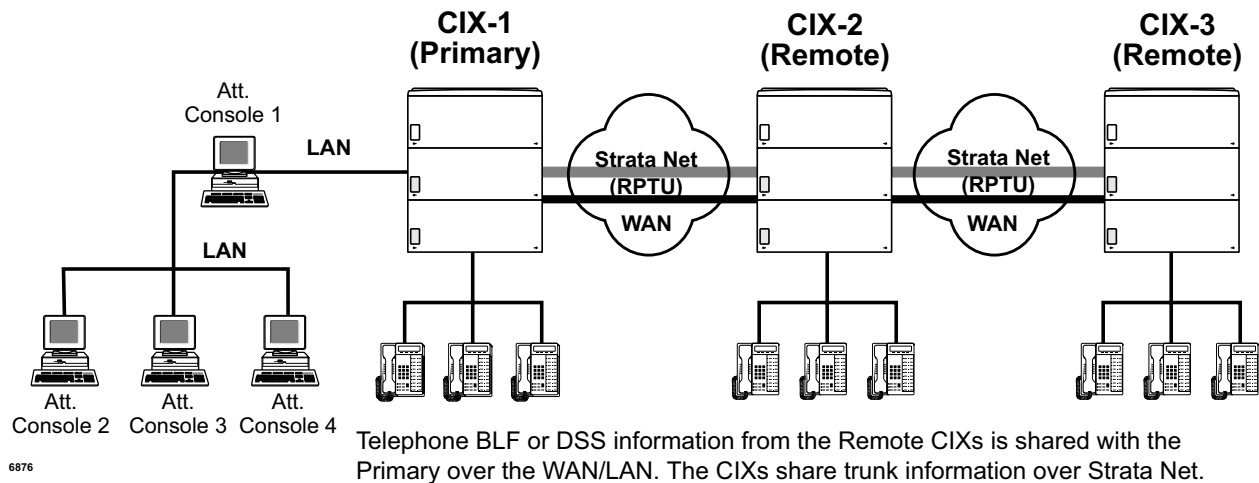 CIX-1
(Primary)
CIX-2
(Remote)
CIX-3
(Remote)
Att.
Console 1
LAN
Strata Net
(RPTU)
WAN
Strata Net
(RPTU)
WAN
LAN
Att.
Console 2
Att.
Console 3
Att.
Console 4
Telephone BLF or DSS information from the Remote CIXs is shared with the
Primary over the WAN/LAN. The CIXs share trunk information over Strata Net.
6876